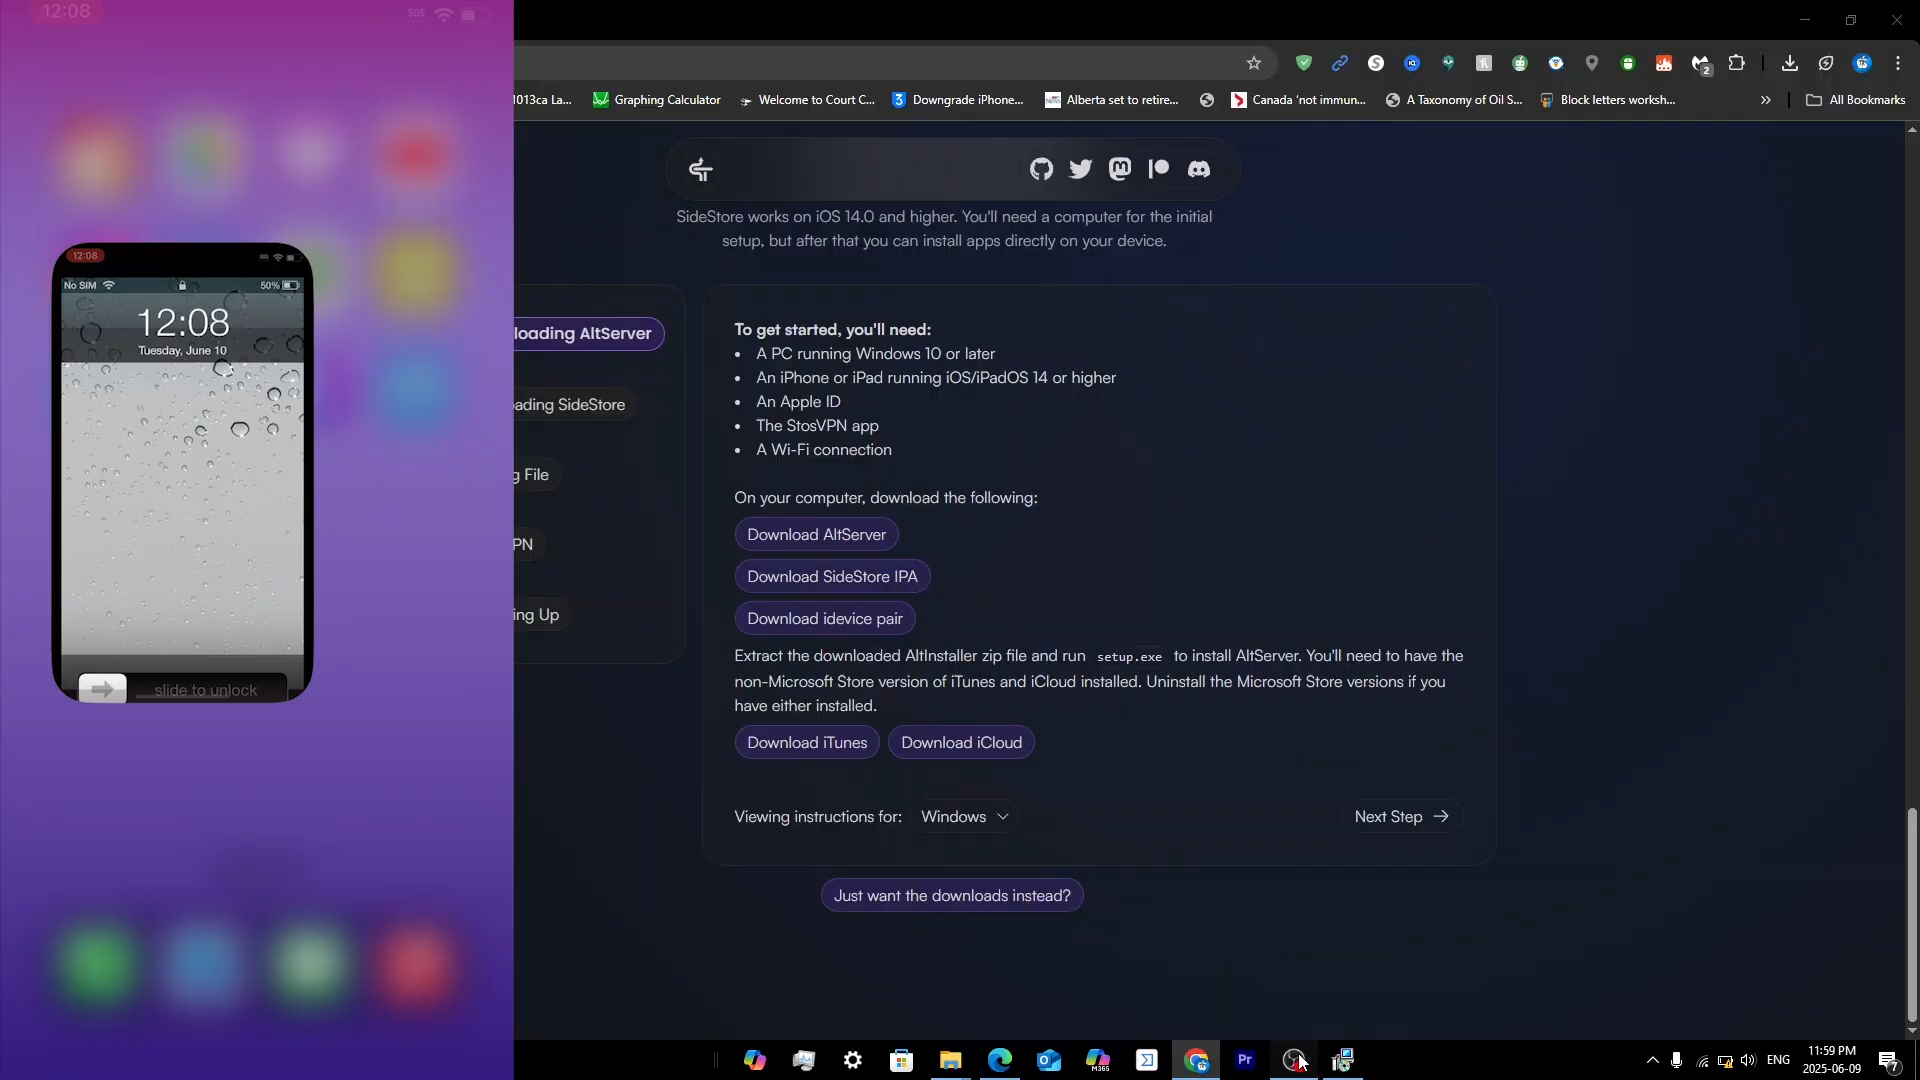 12:08
SOS
1013ca La...
Graphing Calculator
Welcome to Court C...
Downgrade iPhone...
Alberta set to retire...
Canada 'not immun...
A Taxonomy of Oil S...
Block letters worksh...
»
All Bookmarks
2
SideStore works on iOS 14.0 and higher. You'll need a computer for the initial
setup, but after that you can install apps directly on your device.
12:08
No SIM
50%
12:08
Tuesday, June 10
slide to unlock
loading AltServer
oading SideStore
g File
PN
ing Up
To get started, you'll need:
• A PC running Windows 10 or later
• An iPhone or iPad running iOS/iPadOS 14 or higher
• An Apple ID
• The StosVPN app
• A Wi-Fi connection
On your computer, download the following:
Download AltServer
Download SideStore IPA
Download idevice pair
Extract the downloaded AltInstaller zip file and run setup.exe to install AltServer. You'll need to have the
non-Microsoft Store version of iTunes and iCloud installed. Uninstall the Microsoft Store versions if you
have either installed.
Download iTunes
Download iCloud
Viewing instructions for: Windows
Next Step →
Just want the downloads instead?
M365
Pr
ENG
11:59 PM
2025-06-09
7